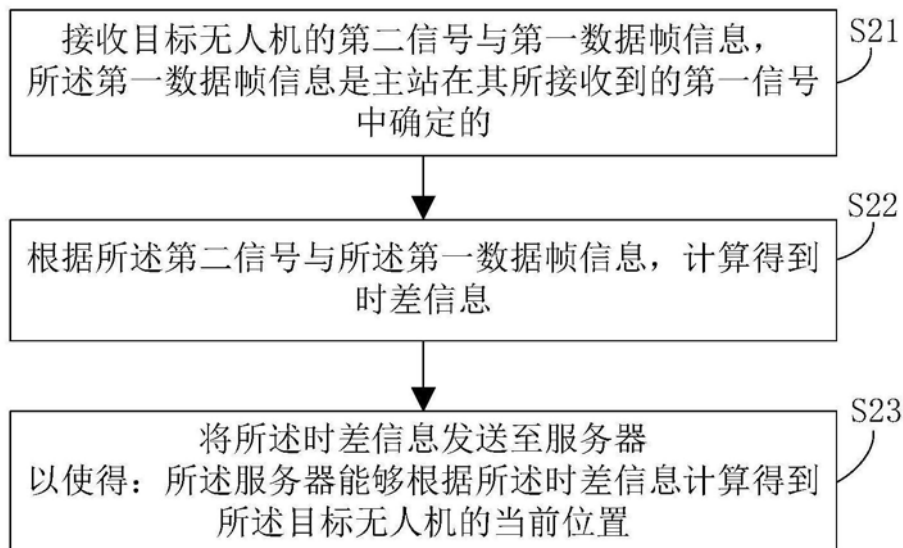 接收目标无人机的第二信号与第一数据帧信息，
所述第一数据帧信息是主站在其所接收到的第一信号
中确定的
S21
根据所述第二信号与所述第一数据帧信息，计算得到
时差信息
S22
将所述时差信息发送至服务器
以使得：所述服务器能够根据所述时差信息计算得到
所述目标无人机的当前位置
S23